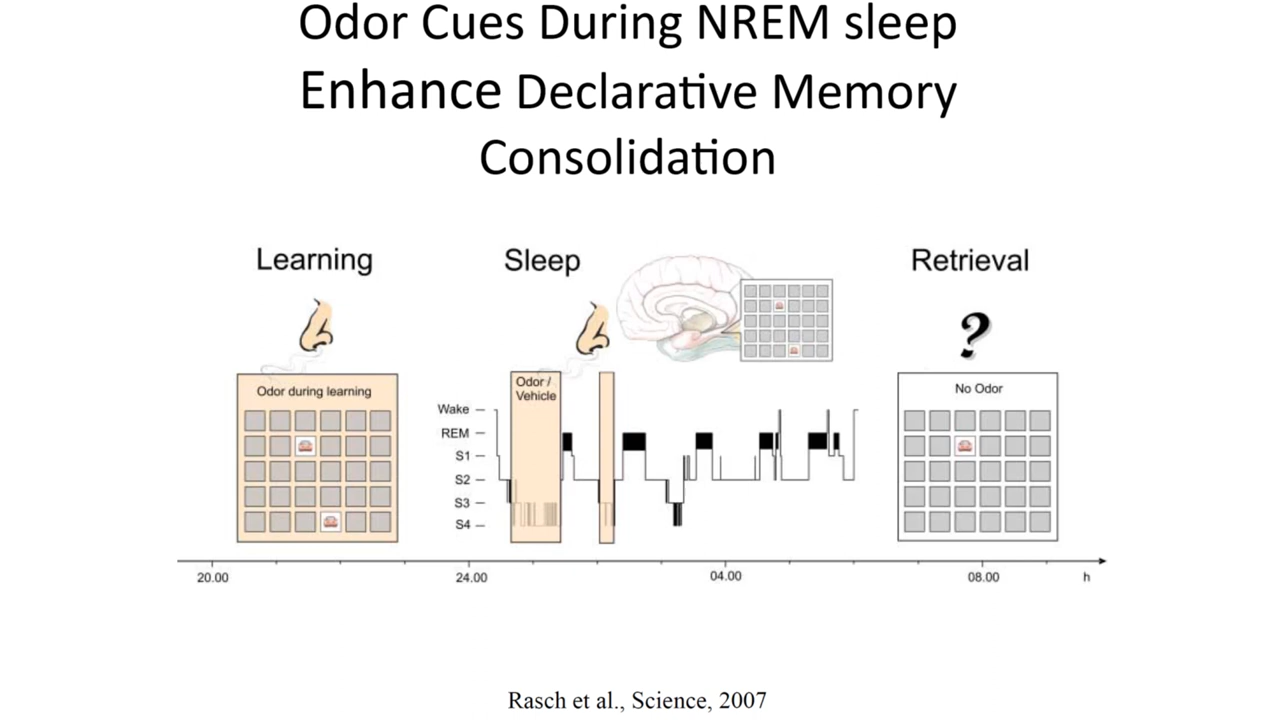 Odor Cues During NREM sleep
Enhance Declarative Memory
Consolidation
Learning
Sleep
Retrieval
?
Odor during learning
Odor /
Vehicle
No Odor
Wake
REM
S1
S2
S3
S4
20.00
24.00
04.00
08.00
h
Rasch et al., Science, 2007